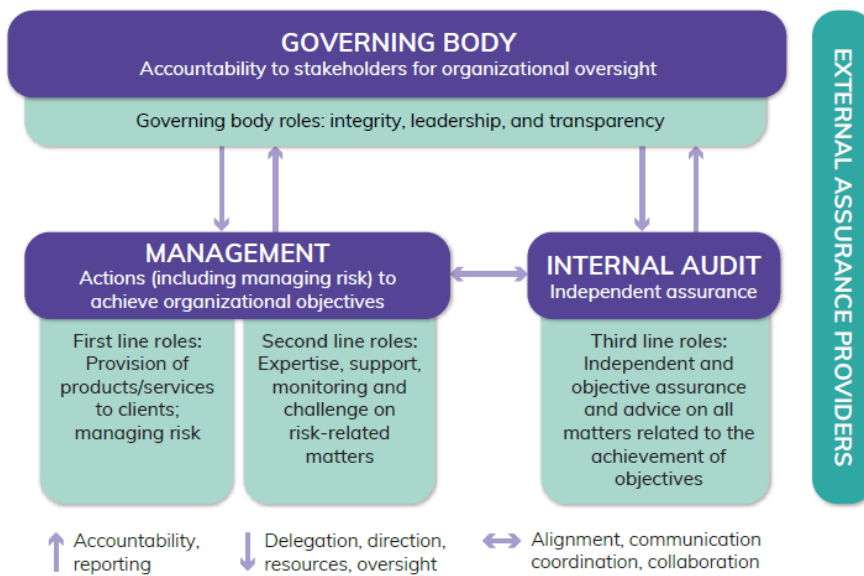 GOVERNING BODY
Accountability to stakeholders for organizational oversight
Governing body roles: integrity, leadership, and transparency
MANAGEMENT
Actions (including managing risk) to
achieve organizational objectives
INTERNAL AUDIT
Independent assurance
First line roles:
Provision of
products/services
to clients;
managing risk
Second line roles:
Expertise, support,
monitoring and
challenge on
risk-related
matters
Third line roles:
Independent and
objective assurance
and advice on all
matters related to the
achievement of
objectives
EXTERNAL ASSURANCE PROVIDERS
Accountability,
reporting
Delegation, direction,
resources, oversight
Alignment, communication
coordination, collaboration